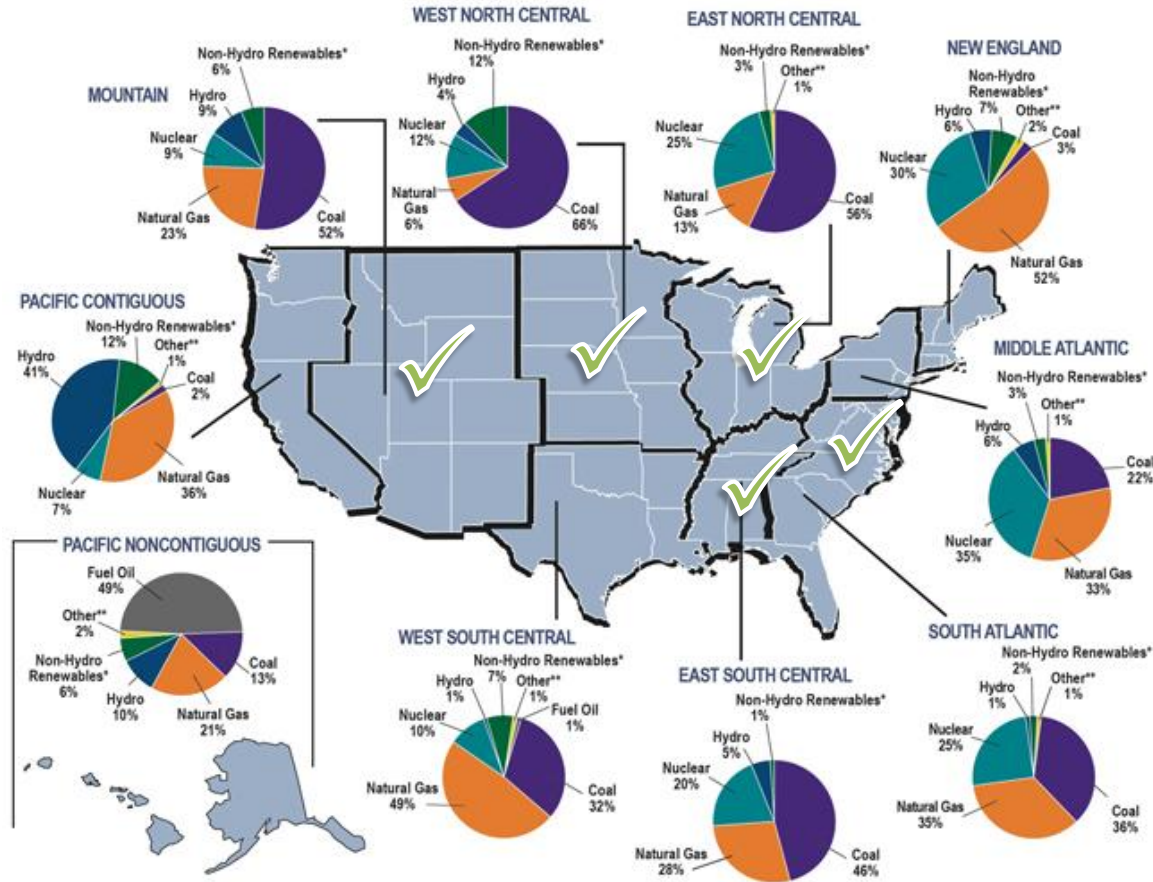 WEST NORTH CENTRAL
Non-Hydro Renewables*
12%
Hydro
4%
Nuclear
12%
Natural
Gas
6%
Coal
66%
EAST NORTH CENTRAL
Non-Hydro Renewables*
3%
Other**
1%
Nuclear
25%
Natural
Gas
13%
Coal
56%
NEW ENGLAND
Non-Hydro
Renewables*
7%
Other**
2%
Coal
3%
Hydro
6%
Nuclear
30%
Natural Gas
52%
MOUNTAIN
Non-Hydro Renewables*
6%
Hydro
9%
Nuclear
9%
Natural Gas
23%
Coal
52%
PACIFIC CONTIGUOUS
Non-Hydro Renewables*
12%
Other**
1%
Coal
2%
Hydro
41%
Natural Gas
36%
Nuclear
7%
MIDDLE ATLANTIC
Non-Hydro Renewables*
3%
Other**
1%
Hydro
6%
Coal
22%
Nuclear
35%
Natural Gas
33%
PACIFIC NONCONTIGUOUS
Fuel Oil
49%
Other**
2%
Non-Hydro
Renewables*
6%
Hydro
10%
Natural Gas
21%
Coal
13%
WEST SOUTH CENTRAL
Non-Hydro Renewables*
7%
Other**
1%
Fuel Oil
1%
Hydro
1%
Nuclear
10%
Natural Gas
49%
Coal
32%
EAST SOUTH CENTRAL
Non-Hydro Renewables*
1%
Hydro
5%
Nuclear
20%
Natural Gas
28%
Coal
46%
SOUTH ATLANTIC
Non-Hydro Renewables*
2%
Other**
1%
Hydro
1%
Nuclear
25%
Natural Gas
35%
Coal
36%